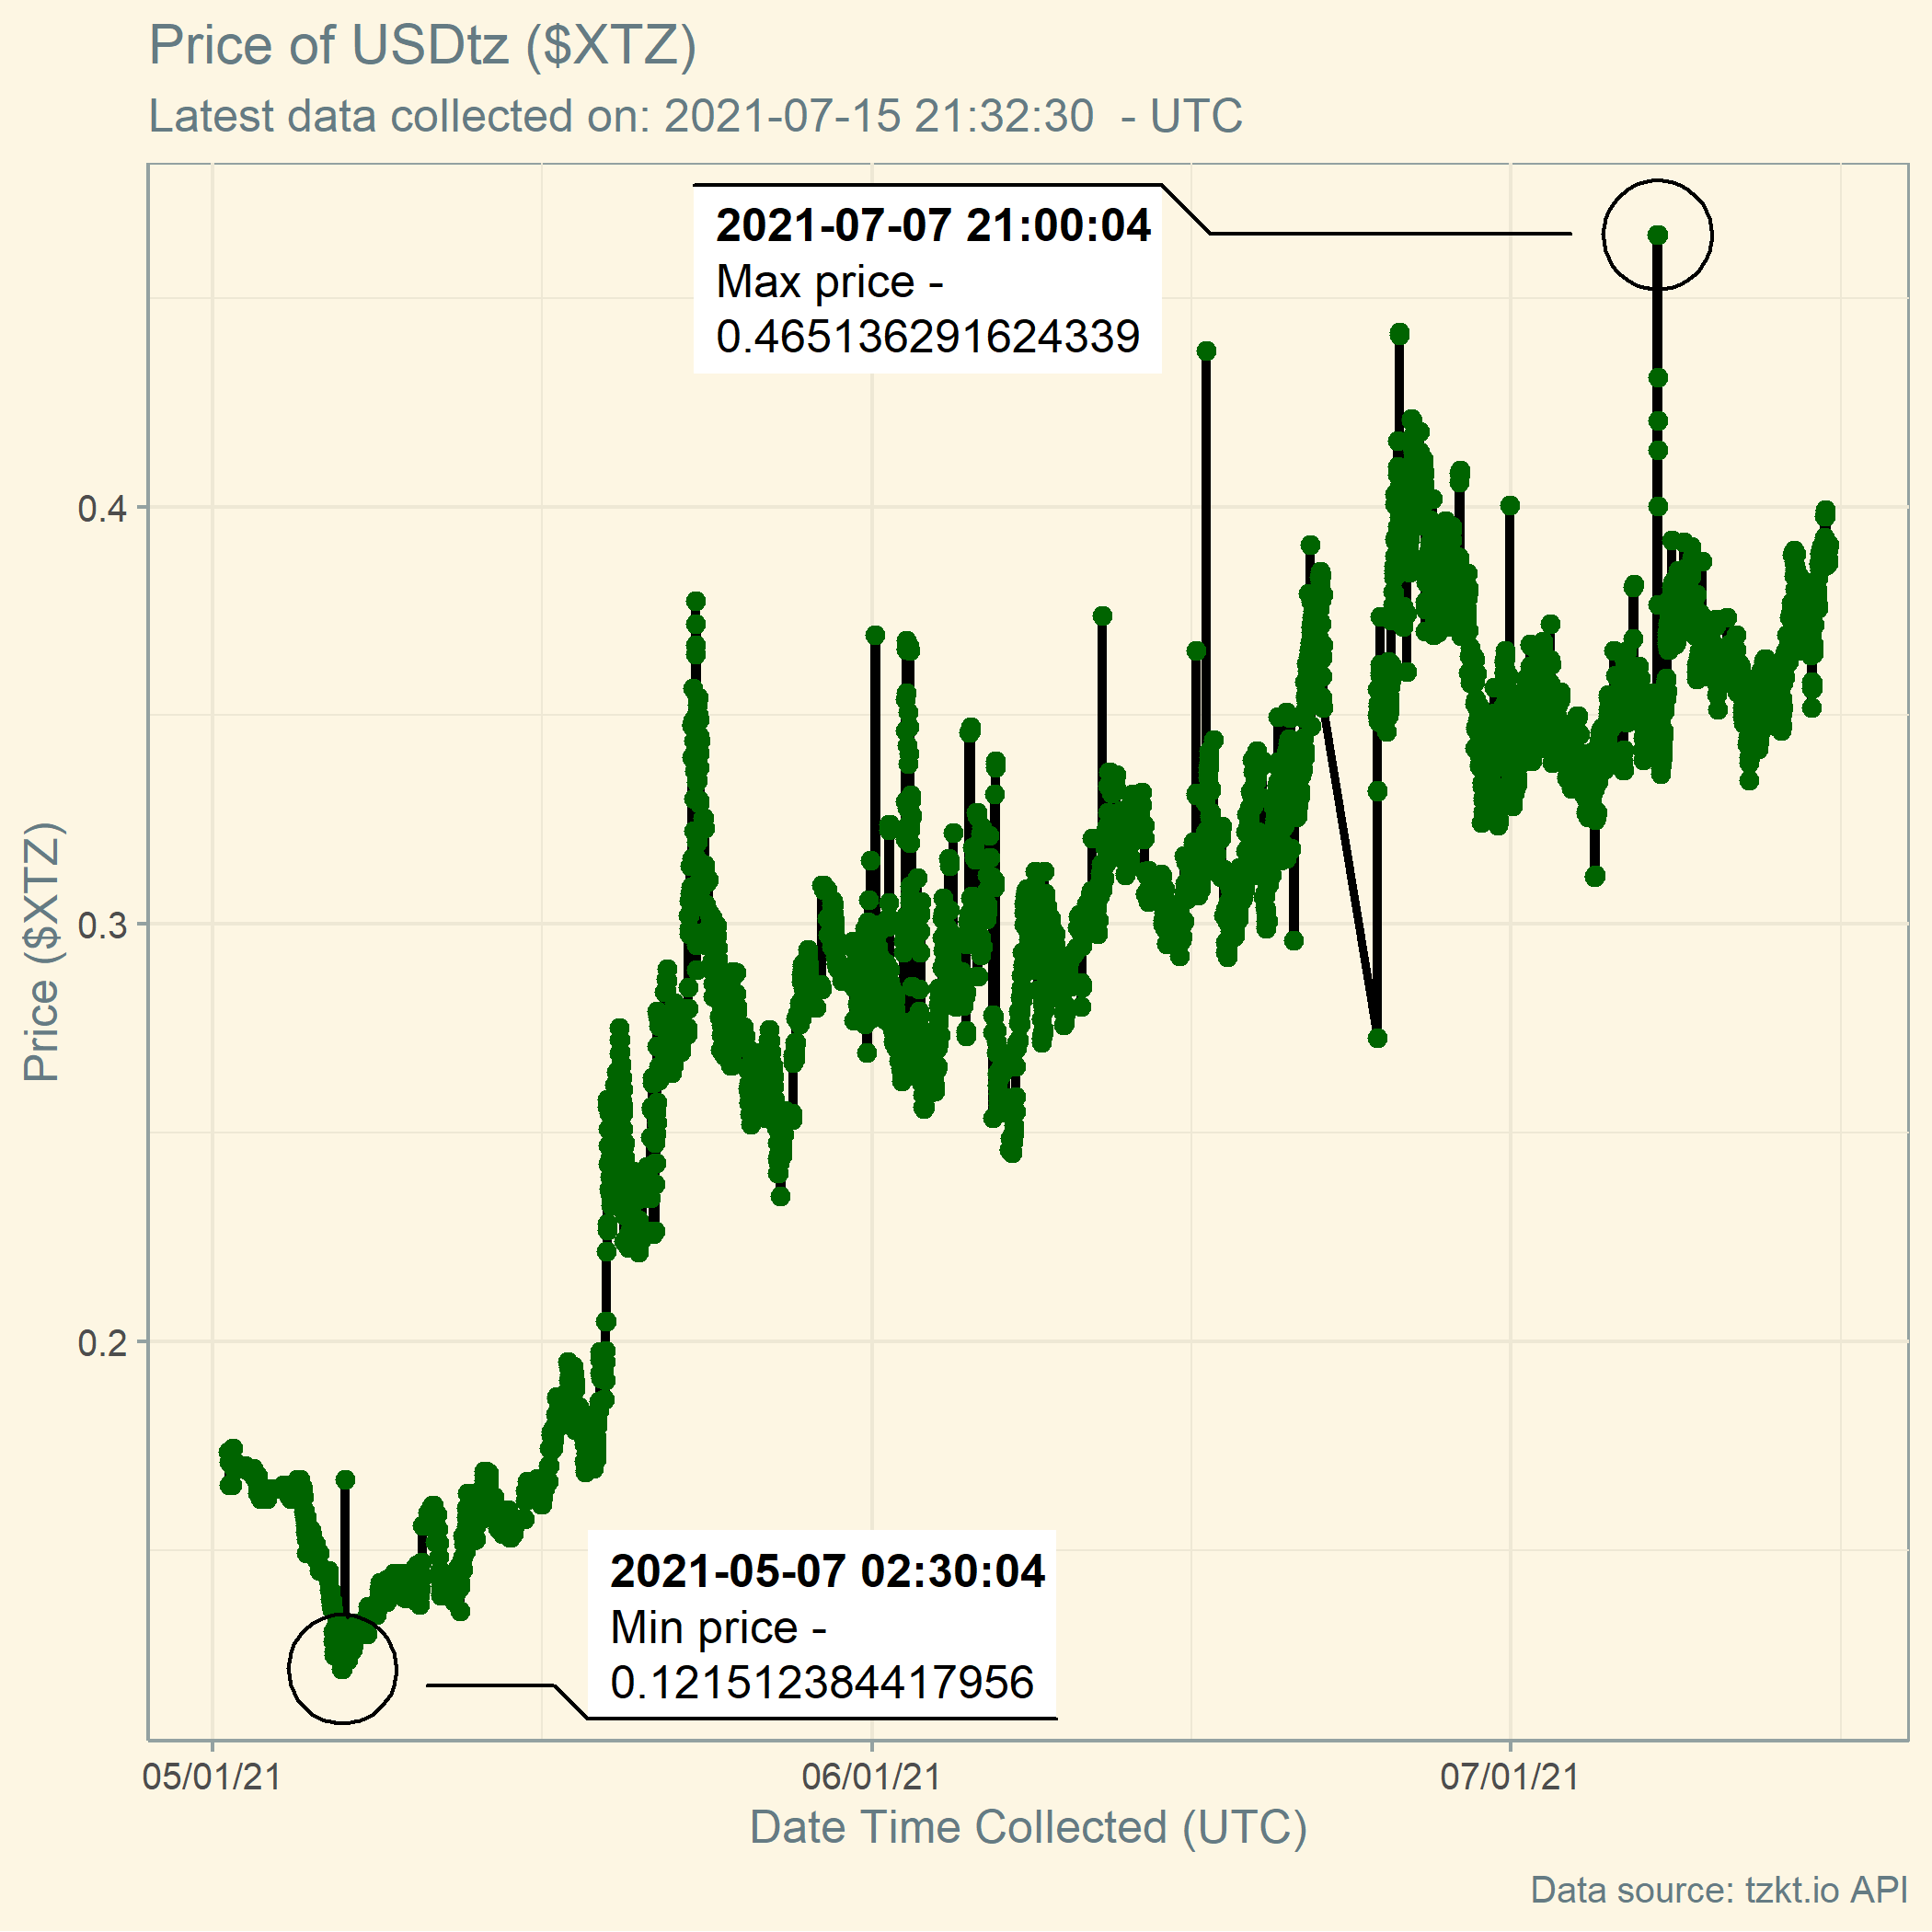 Price of USDtz ($XTZ)
Latest data collected on: 2021-07-15 21:32:30  - UTC
2021-07-07 21:00:04
Max price -
0.465136291624339
0.4
0.3
0.2
Price ($XTZ)
2021-05-07 02:30:04
Min price -
0.121512384417956
05/01/21
06/01/21
07/01/21
Date Time Collected (UTC)
Data source: tzkt.io API